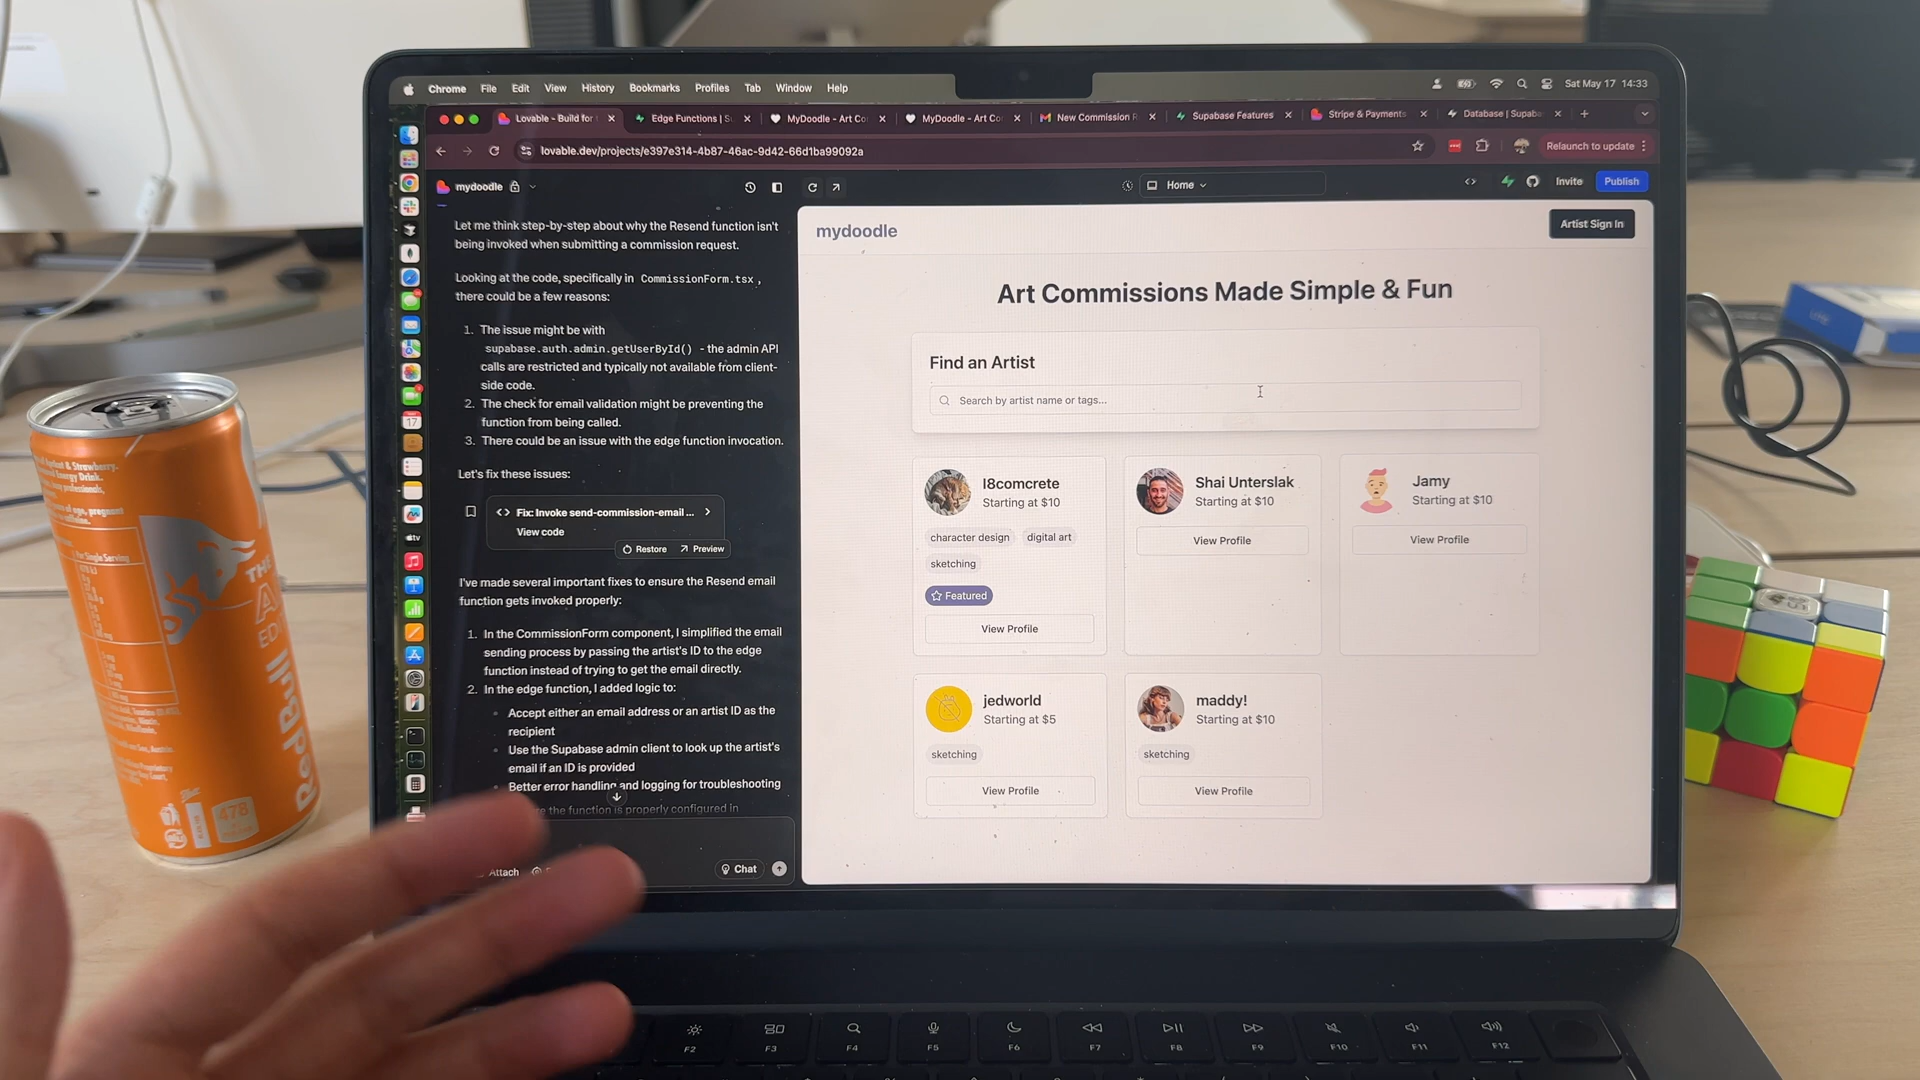 Chrome File Edit View History Bookmarks Profiles Tab Window Help
Sat May 17 14:33
Lovable - Build for
Edge Functions | S
MyDoodle - Art Co
MyDoodle - Art Co
New Commission R
Supabase Features
Stripe & Payments
Database | Supaba
lovable.dev/projects/e397e314-4b87-46ac-9d42-66d1ba99092a
Relaunch to update
mydoodle
Home
Invite
Publish
Let me think step-by-step about why the Resend function isn't
being invoked when submitting a commission request.
Looking at the code, specifically in CommissionForm.tsx,
there could be a few reasons:
1. The issue might be with
supabase.auth.admin.getUserById() - the admin API
calls are restricted and typically not available from client-
side code.
2. The check for email validation might be preventing the
function from being called.
3. There could be an issue with the edge function invocation.
Let's fix these issues:
Fix: Invoke send-commission-email ...
View code
Restore
Preview
I've made several important fixes to ensure the Resend email
function gets invoked properly:
1. In the CommissionForm component, I simplified the email
sending process by passing the artist's ID to the edge
function instead of trying to get the email directly.
2. In the edge function, I added logic to:
Accept either an email address or an artist ID as the
recipient
Use the Supabase admin client to look up the artist's
email if an ID is provided
Better error handling and logging for troubleshooting
the function is properly configured in
Attach
Chat
mydoodle
Artist Sign In
Art Commissions Made Simple & Fun
Find an Artist
Search by artist name or tags...
l8comcrete
Starting at $10
character design
digital art
sketching
Featured
View Profile
Shai Unterslak
Starting at $10
View Profile
Jamy
Starting at $10
View Profile
jedworld
Starting at $5
sketching
View Profile
maddy!
Starting at $10
sketching
View Profile
THE
Red Bull
478
F2
F3
F4
F5
F6
F7
F8
F9
F10
F11
F12